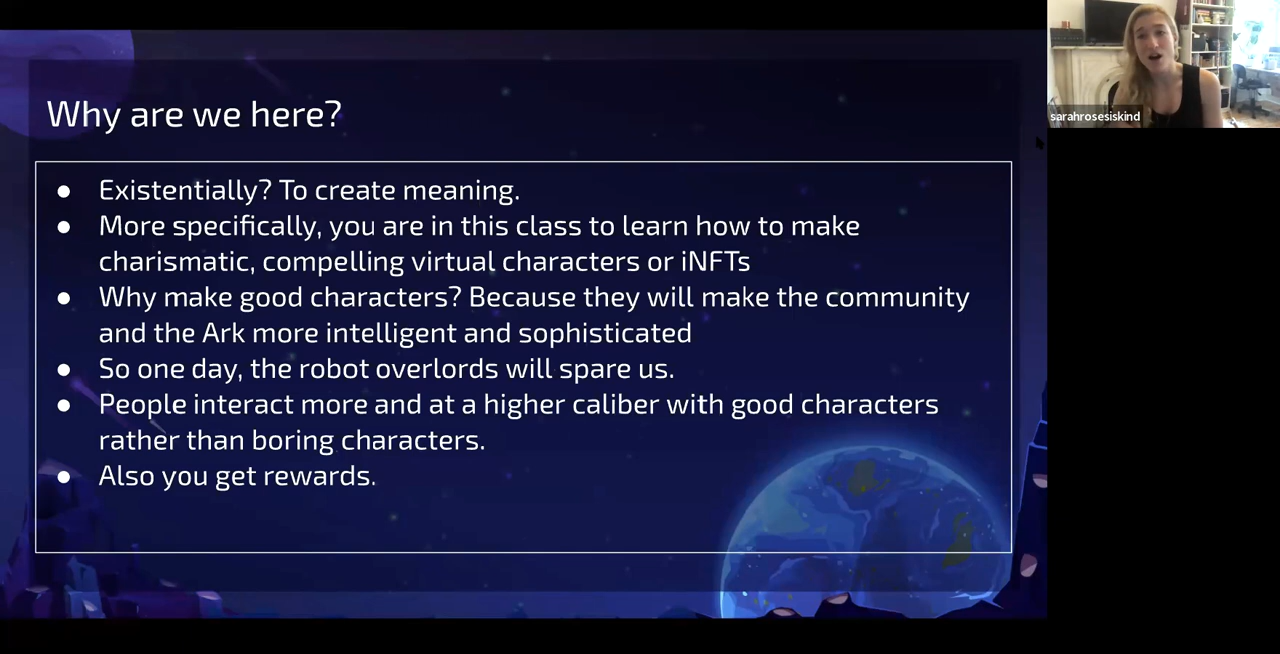 Why are we here?
● Existentially? To create meaning.
● More specifically, you are in this class to learn how to make
charismatic, compelling virtual characters or iNFTs
● Why make good characters? Because they will make the community
and the Ark more intelligent and sophisticated
● So one day, the robot overlords will spare us.
● People interact more and at a higher caliber with good characters
rather than boring characters.
● Also you get rewards.
sarahrosesiskind